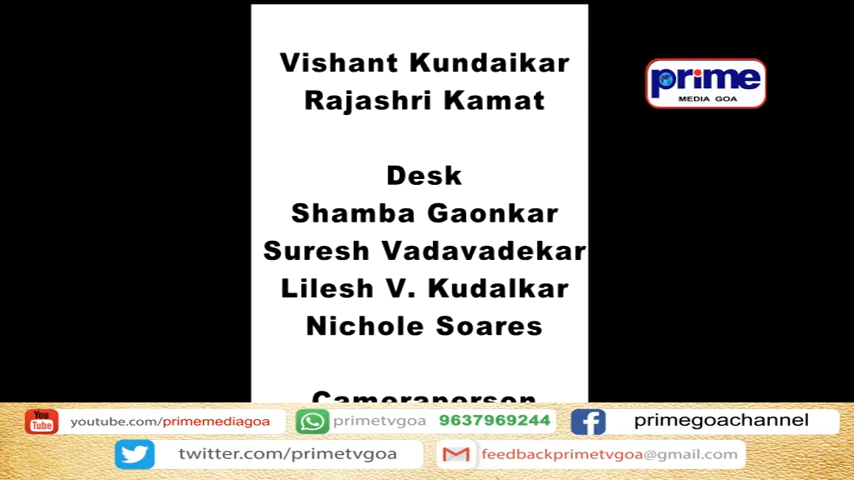 Vishant Kundaikar
Rajashri Kamat
Desk
Shamba Gaonkar
Suresh Vadavadekar
Lilesh V. Kudalkar
Nichole Soares
Cameraperson
prime
MEDIA GOA
You Tube youtube.com/primemediagoa
primetvgoa 9637969244
primegoachannel
twitter.com/primetvgoa
feedbackprimetvgoa@gmail.com